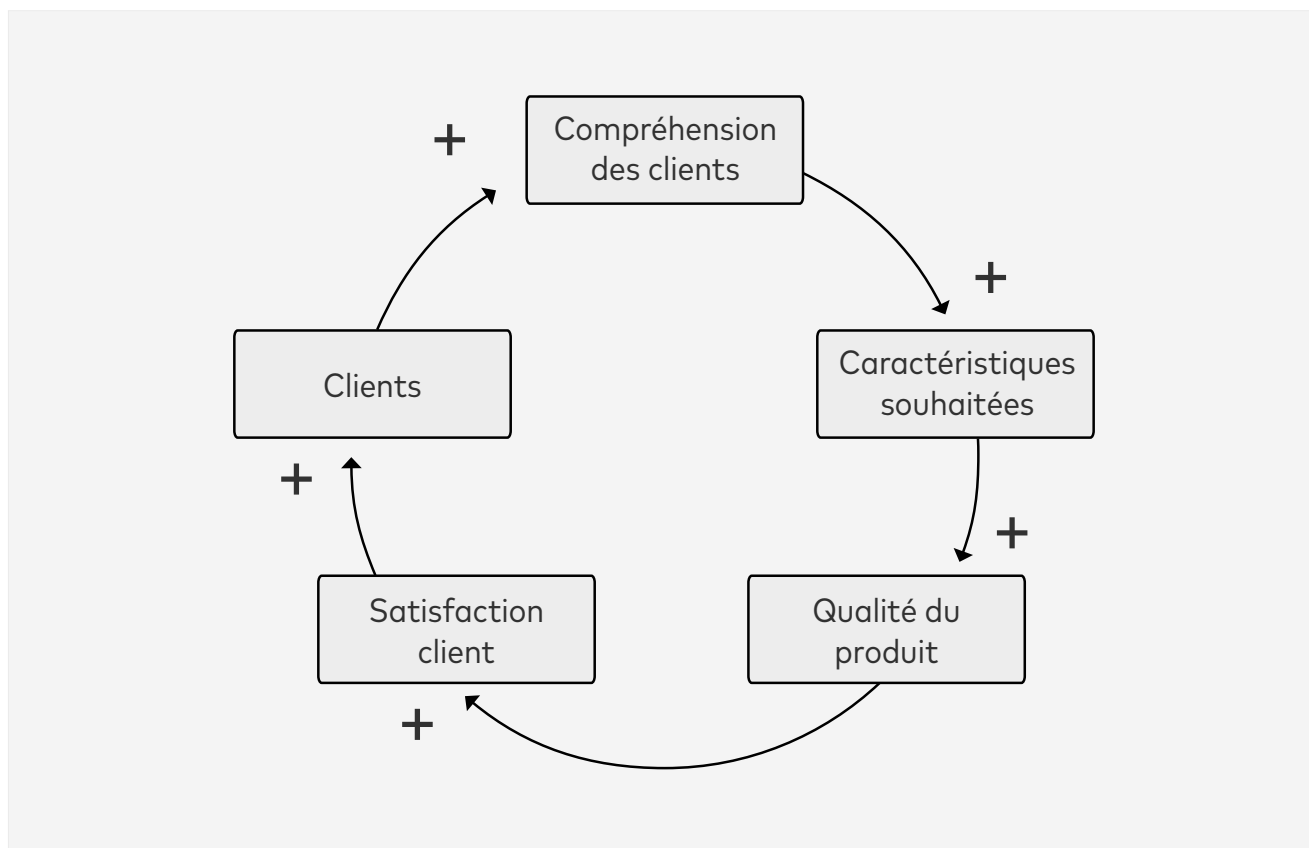 +
Compréhension
des clients
+
Caractéristiques
souhaitées
Clients
+
+
Qualité du
produit
Satisfaction
client
+